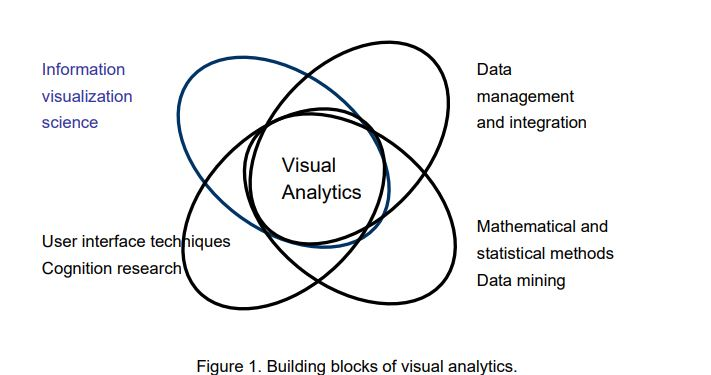 Information
visualization
science
Data
management
and integration
Visual
Analytics
User interface techniques
Cognition research
Mathematical and
statistical methods
Data mining
Figure 1. Building blocks of visual analytics.